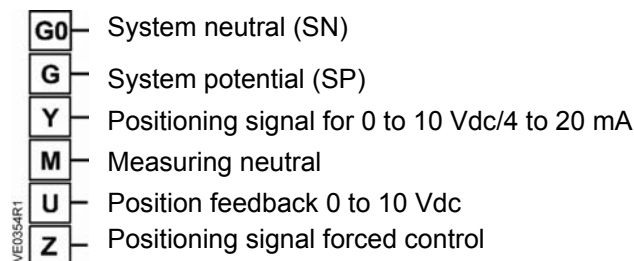 G0 System neutral (SN)
G System potential (SP)
Y Positioning signal for 0 to 10 Vdc/4 to 20 mA
M Measuring neutral
U Position feedback 0 to 10 Vdc
Z Positioning signal forced control
VE0354R1